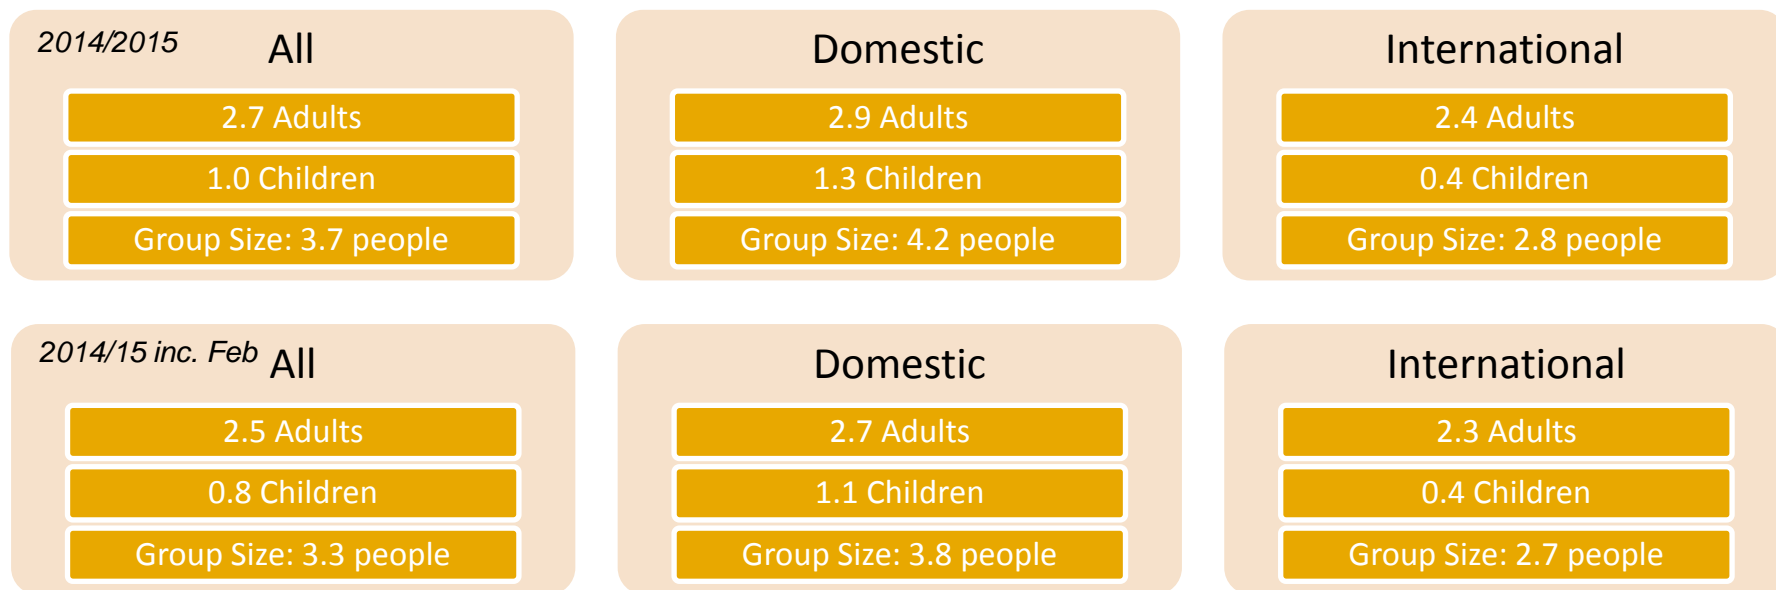 2014/2015 All
2.7 Adults
1.0 Children
Group Size: 3.7 people
Domestic
2.9 Adults
1.3 Children
Group Size: 4.2 people
International
2.4 Adults
0.4 Children
Group Size: 2.8 people
2014/15 inc. Feb All
2.5 Adults
0.8 Children
Group Size: 3.3 people
Domestic
2.7 Adults
1.1 Children
Group Size: 3.8 people
International
2.3 Adults
0.4 Children
Group Size: 2.7 people